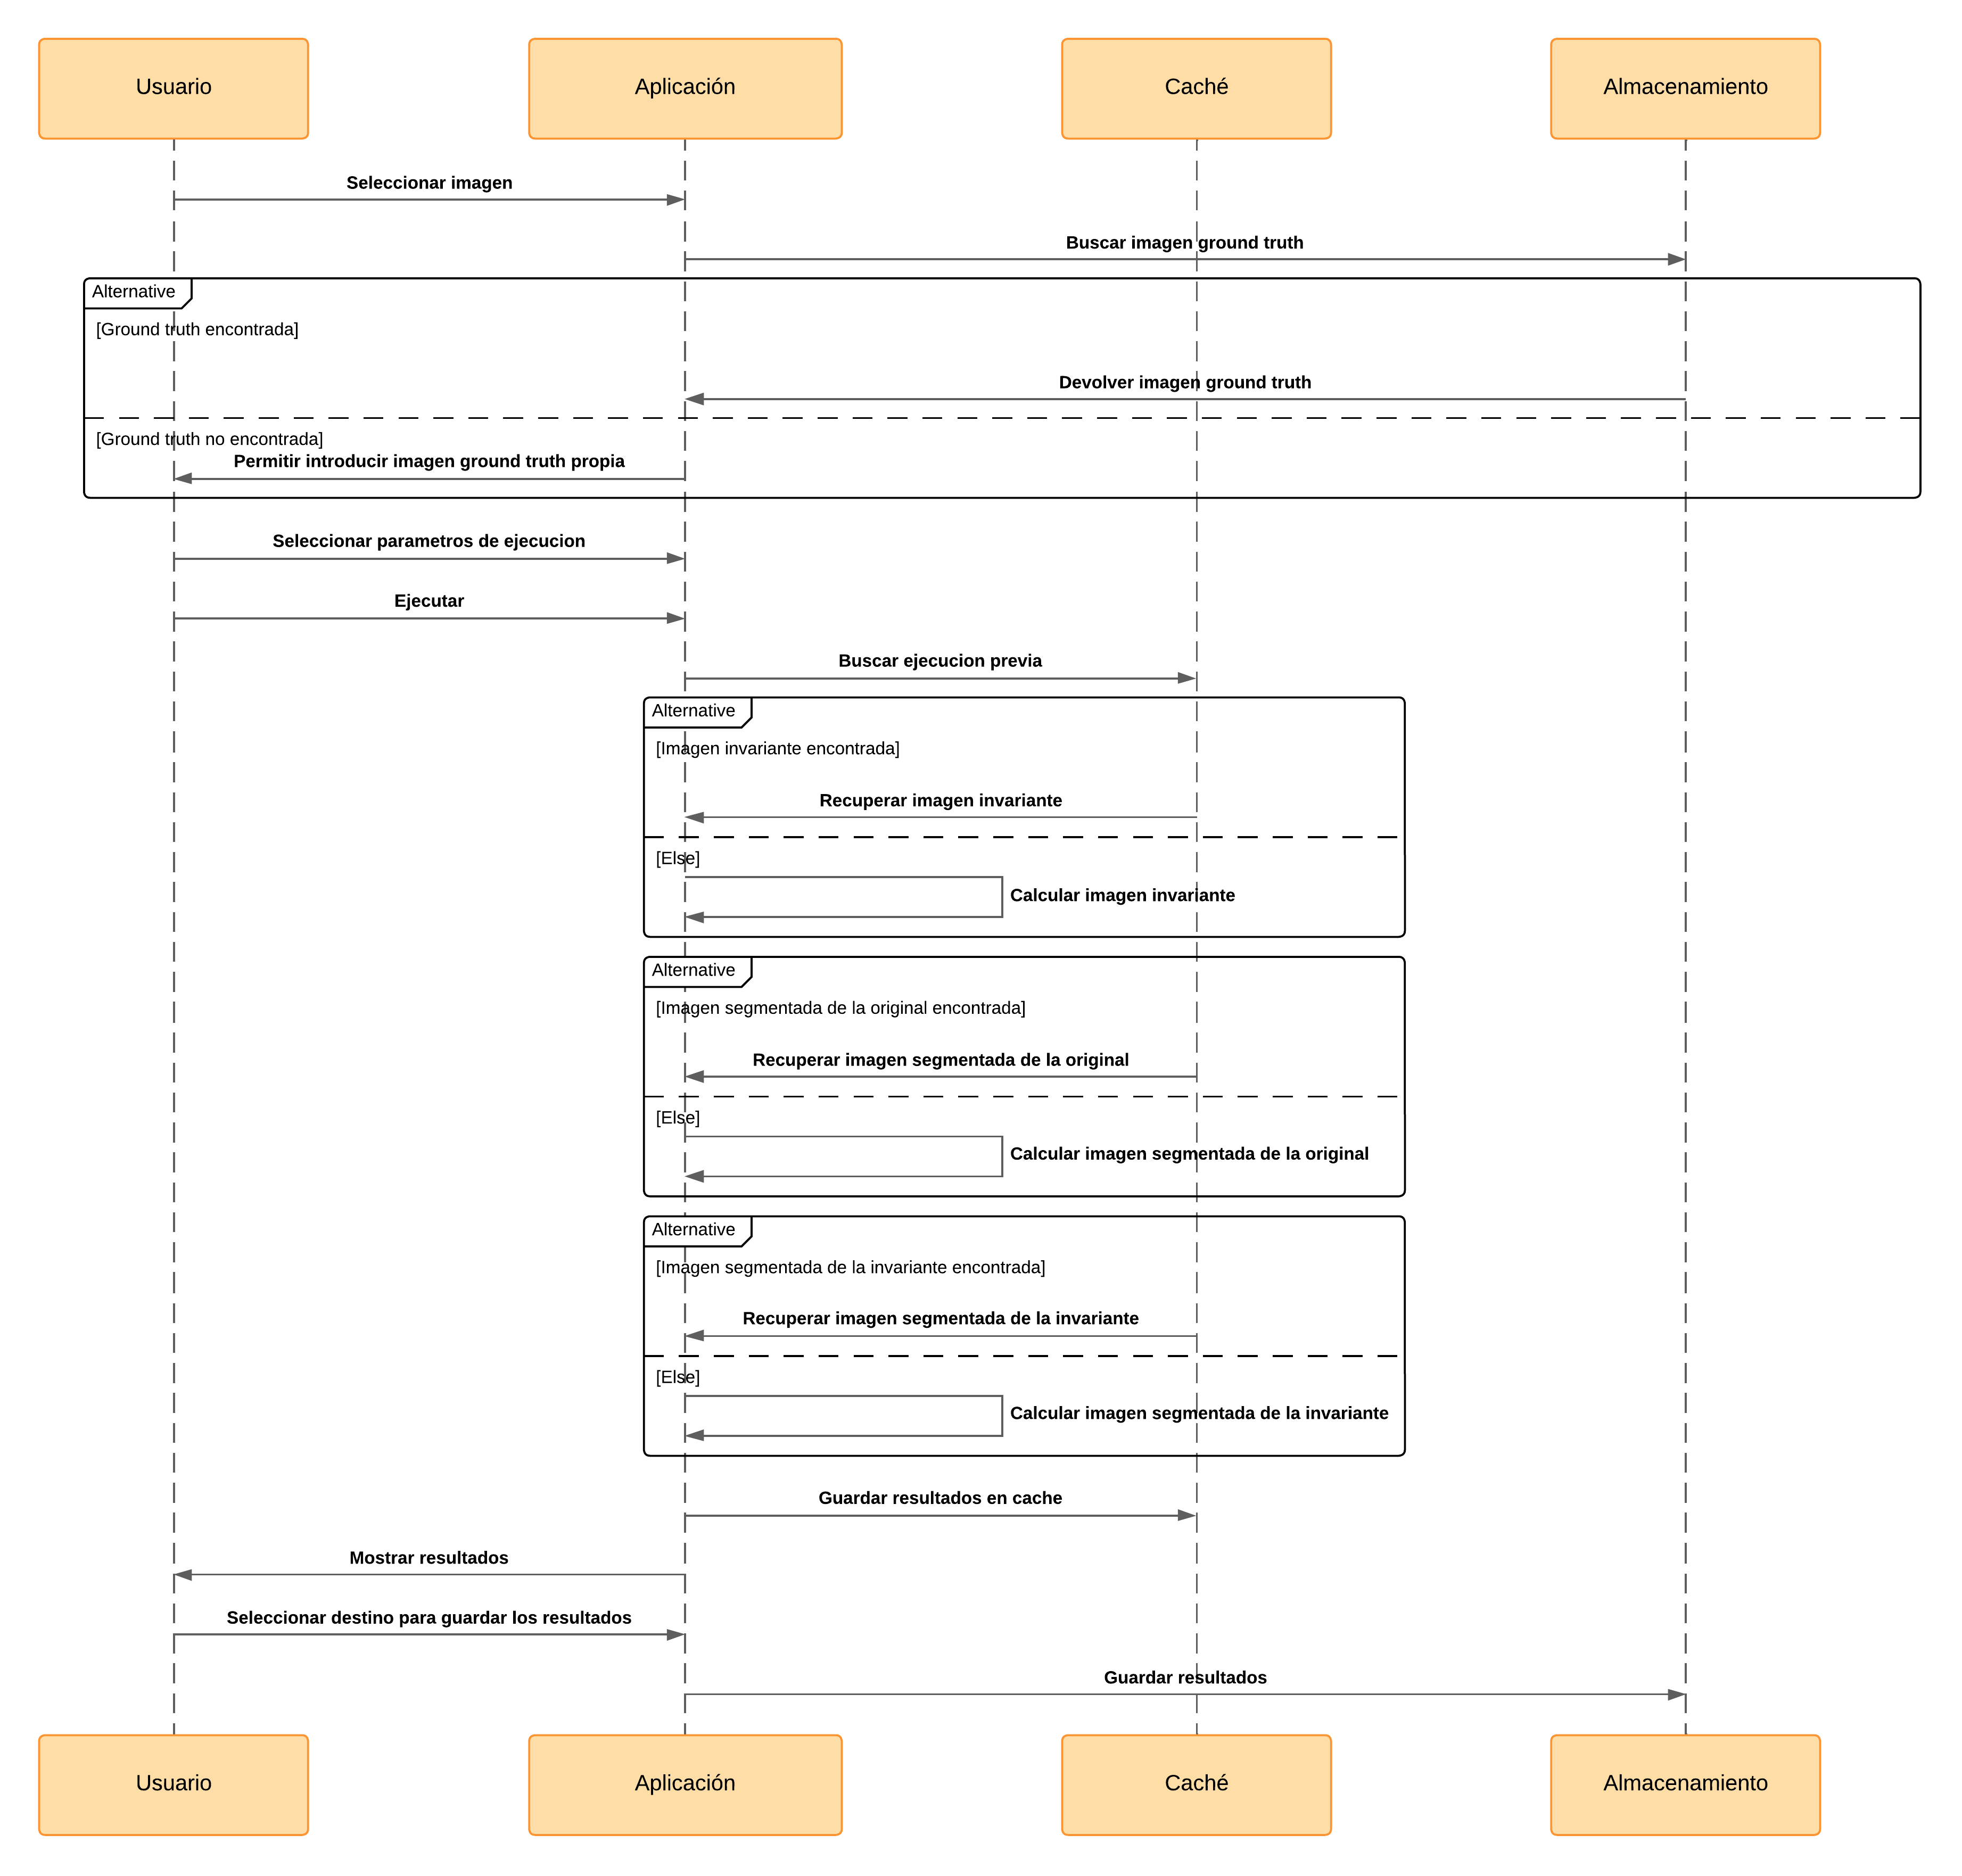 Usuario
Aplicación
Caché
Almacenamiento
Seleccionar imagen
Buscar imagen ground truth
Alternative
[Ground truth encontrada]
Devolver imagen ground truth
[Ground truth no encontrada]
Permitir introducir imagen ground truth propia
Seleccionar parametros de ejecucion
Ejecutar
Buscar ejecucion previa
Alternative
[Imagen invariante encontrada]
Recuperar imagen invariante
[Else]
Calcular imagen invariante
Alternative
[Imagen segmentada de la original encontrada]
Recuperar imagen segmentada de la original
[Else]
Calcular imagen segmentada de la original
Alternative
[Imagen segmentada de la invariante encontrada]
Recuperar imagen segmentada de la invariante
[Else]
Calcular imagen segmentada de la invariante
Guardar resultados en cache
Mostrar resultados
Seleccionar destino para guardar los resultados
Guardar resultados
Usuario
Aplicación
Caché
Almacenamiento